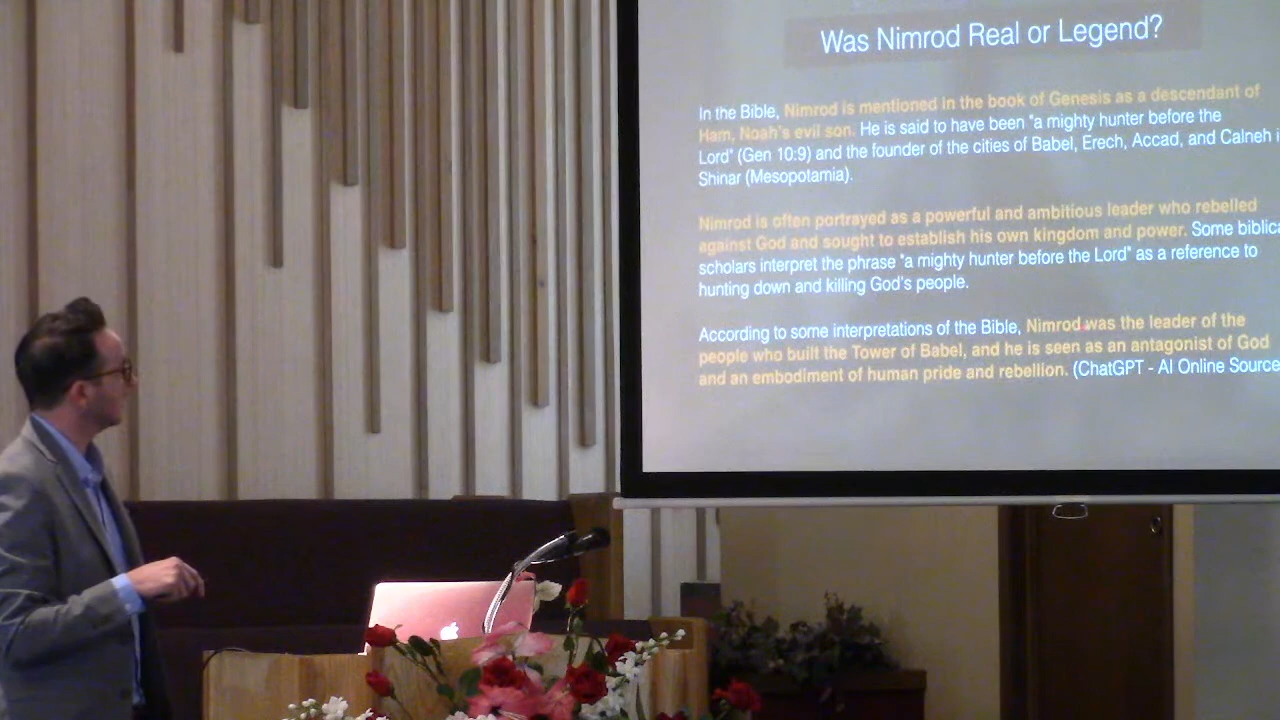 Was Nimrod Real or Legend?
In the Bible, Nimrod is mentioned in the book of Genesis as a descendant of
Ham, Noah's evil son. He is said to have been "a mighty hunter before the
Lord" (Gen 10:9) and the founder of the cities of Babel, Erech, Accad, and Calneh i
Shinar (Mesopotamia).
Nimrod is often portrayed as a powerful and ambitious leader who rebelled
against God and sought to establish his own kingdom and power. Some biblica
scholars interpret the phrase "a mighty hunter before the Lord" as a reference to
hunting down and killing God's people.
According to some interpretations of the Bible, Nimrod was the leader of the
people who built the Tower of Babel, and he is seen as an antagonist of God
and an embodiment of human pride and rebellion. (ChatGPT - AI Online Source